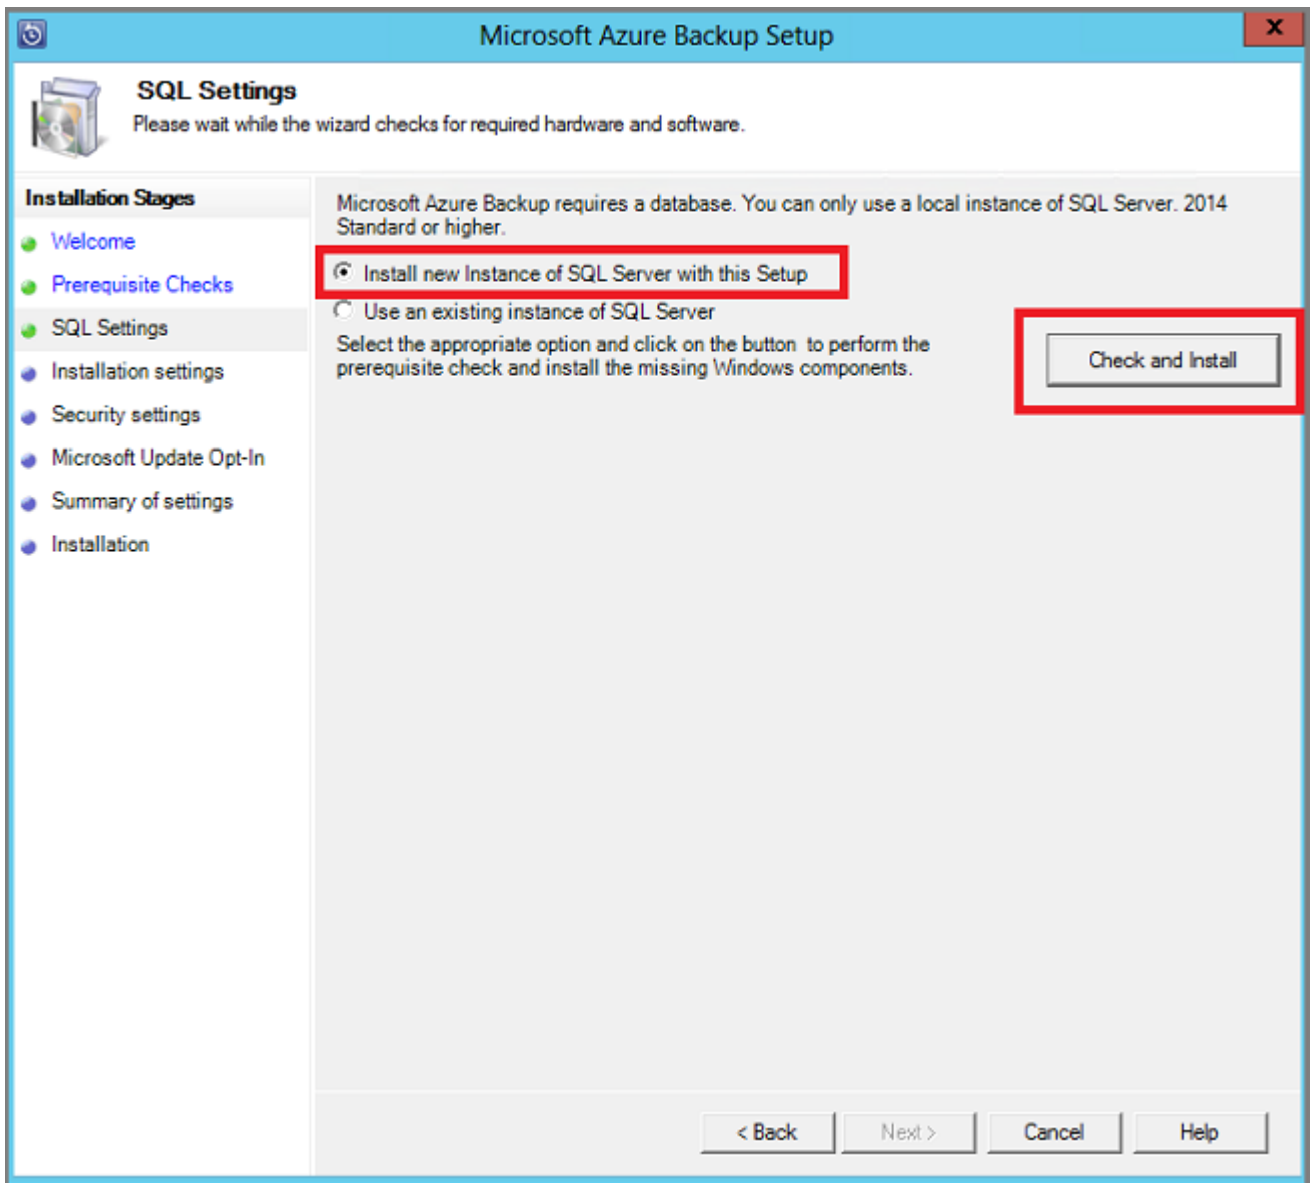 Microsoft Azure Backup Setup
X
SQL Settings
Please wait while the wizard checks for required hardware and software.
Installation Stages
Welcome
Prerequisite Checks
SQL Settings
Installation settings
Security settings
Microsoft Update Opt-In
Summary of settings
Installation
Microsoft Azure Backup requires a database. You can only use a local instance of SQL Server. 2014
Standard or higher.
Install new Instance of SQL Server with this Setup
Use an existing instance of SQL Server
Select the appropriate option and click on the button to perform the
prerequisite check and install the missing Windows components.
Check and Install
< Back
Next >
Cancel
Help